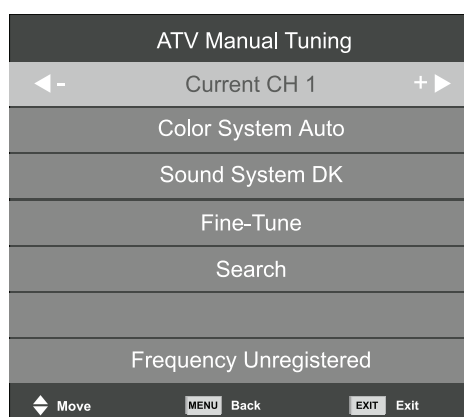 ATV Manual Tuning
- Current CH 1 +
Color System Auto
Sound System DK
Fine-Tune
Search
Frequency Unregistered
Move MENU Back EXIT Exit